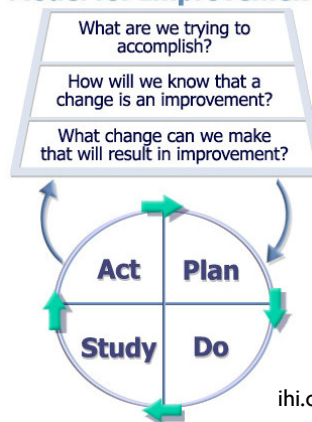 What are we trying to
accomplish?
How will we know that a
change is an improvement?
What change can we make
that will result in improvement?
Act Plan
Study Do